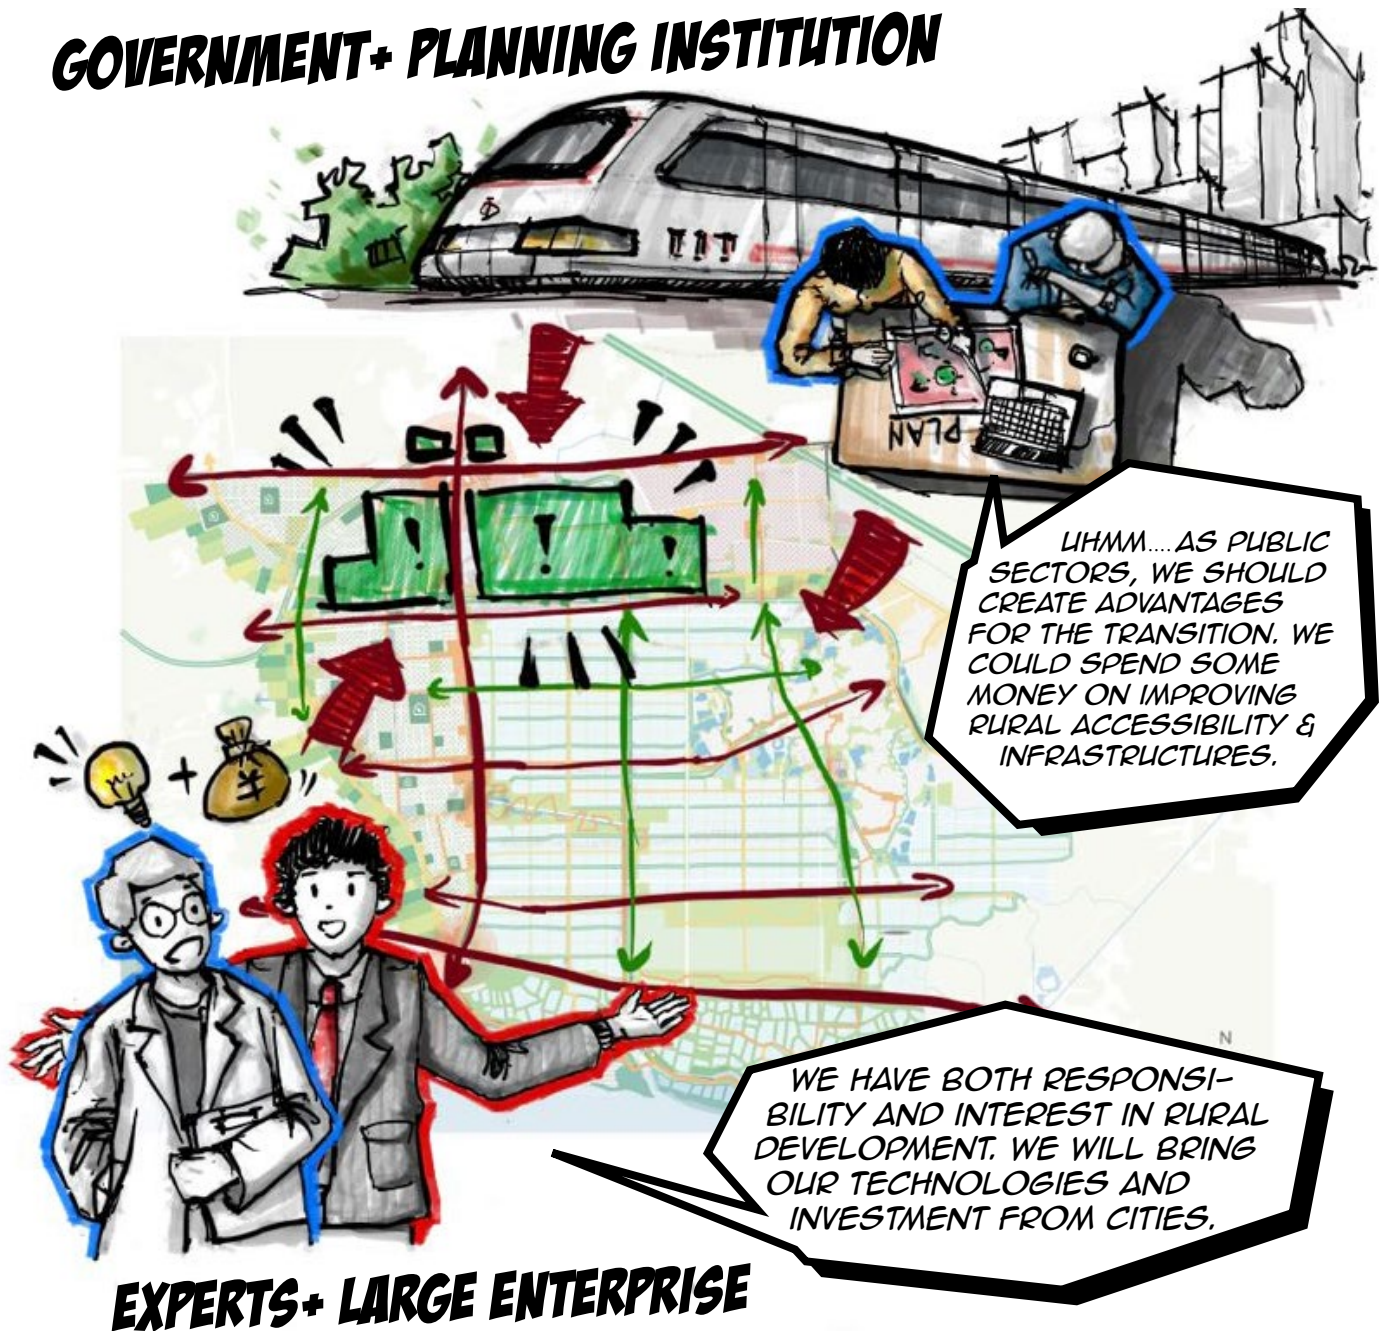 GOVERNMENT+ PLANNING INSTITUTION
PLAN
UHMM.... AS PUBLIC
SECTORS, WE SHOULD
CREATE ADVANTAGES
FOR THE TRANSITION. WE
COULD SPEND SOME
MONEY ON IMPROVING
RURAL ACCESSIBILITY &
INFRASTRUCTURES.
¥
N
WE HAVE BOTH RESPONSI-
BILITY AND INTEREST IN RURAL
DEVELOPMENT. WE WILL BRING
OUR TECHNOLOGIES AND
INVESTMENT FROM CITIES.
EXPERTS+ LARGE ENTERPRISE